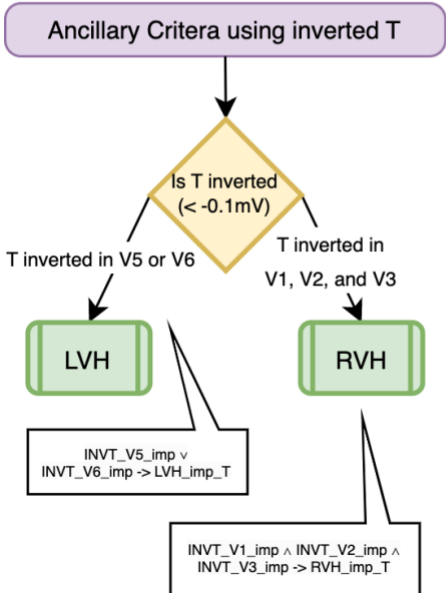 Ancillary Critera using inverted T
Is T inverted
(< -0.1mV)
T inverted in V5 or V6
T inverted in
V1, V2, and V3
LVH
RVH
INVT_V5_imp ∨
INVT_V6_imp -> LVH_imp_T
INVT_V1_imp ∧ INVT_V2_imp ∧
INVT_V3_imp -> RVH_imp_T